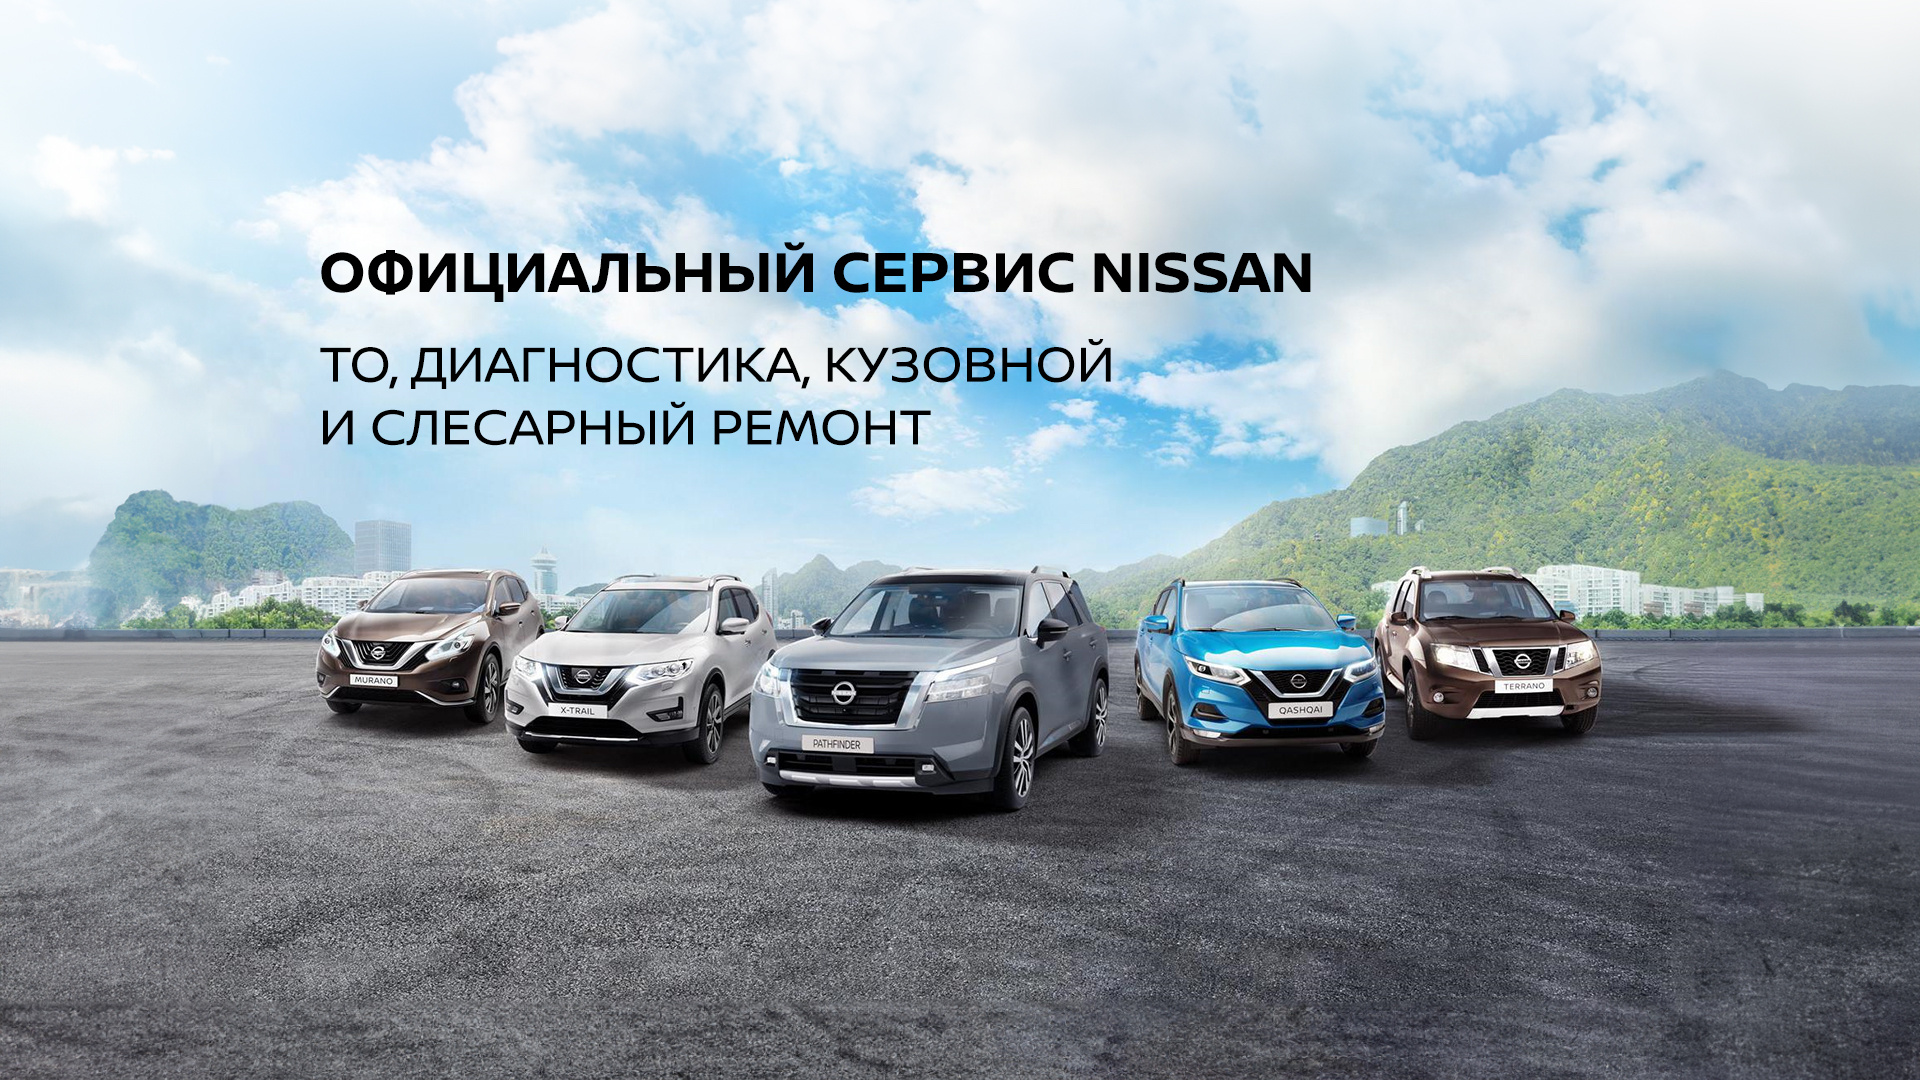 ОФИЦИАЛЬНЫЙ СЕРВИС NISSAN
ТО, ДИАГНОСТИКА, КУЗОВНОЙ
И СЛЕСАРНЫЙ РЕМОНТ
MURANO
X-TRAIL
PATHFINDER
QASHQAI
TERRANO